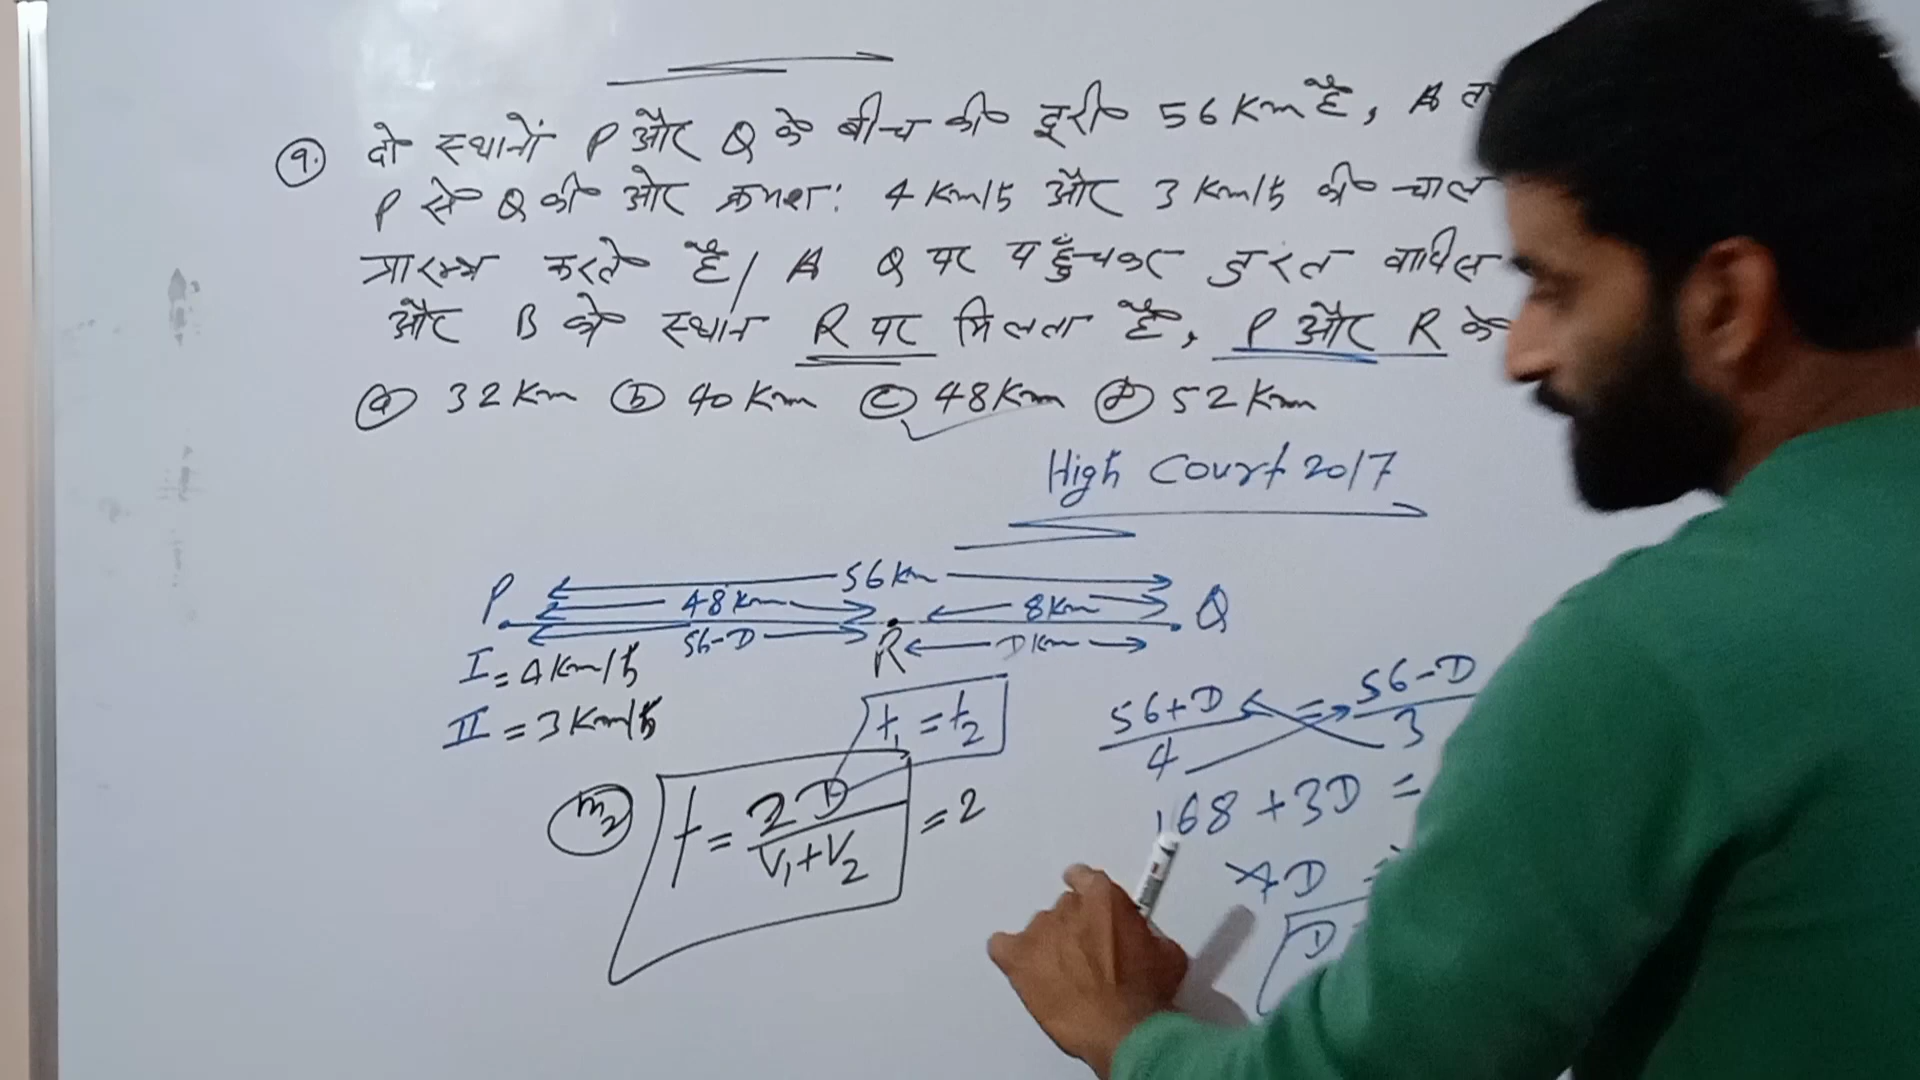 9. दो स्थानों P और Q के बीच की दूरी 56 Km है, A
P से Q की ओर क्रमश: 4 Km/h और 3 Km/h की चाल
प्रारम्भ करते है। A Q पर पहुँचकर तुरंत वापिस
और B को स्थान R पर मिलता है, P और R के
(a) 32 Km (b) 40 Km (c) 48 Km (d) 52 Km
High Court 2017
56 Km
P 48 Km 8 Km Q
56-D R D Km
I = 4 Km/h
II = 3 Km/h
t₁ = t₂
m₂ t = 2D/(V₁+V₂) = 2
(56+D)/4 = (56-D)/3
168 + 3D =
7D =
D